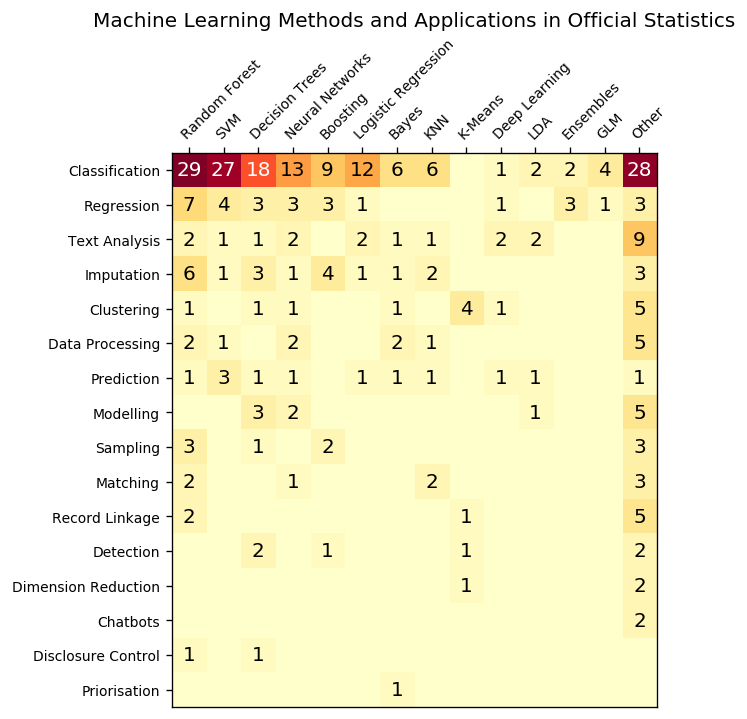 Machine Learning Methods and Applications in Official Statistics
Random Forest
SVM
Decision Trees
Neural Networks
Boosting
Logistic Regression
Bayes
KNN
K-Means
Deep Learning
LDA
Ensembles
GLM
Other
Classification 29 27 18 13 9 12 6 6 1 2 2 4 28
Regression 7 4 3 3 3 1 1 3 1 3
Text Analysis 2 1 1 2 2 1 1 2 2 9
Imputation 6 1 3 1 4 1 1 2 3
Clustering 1 1 1 1 4 1 5
Data Processing 2 1 2 2 1 5
Prediction 1 3 1 1 1 1 1 1 1 1
Modelling 3 2 1 5
Sampling 3 1 2 3
Matching 2 1 2 3
Record Linkage 2 1 5
Detection 2 1 1 2
Dimension Reduction 1 2
Chatbots 2
Disclosure Control 1 1
Priorisation 1